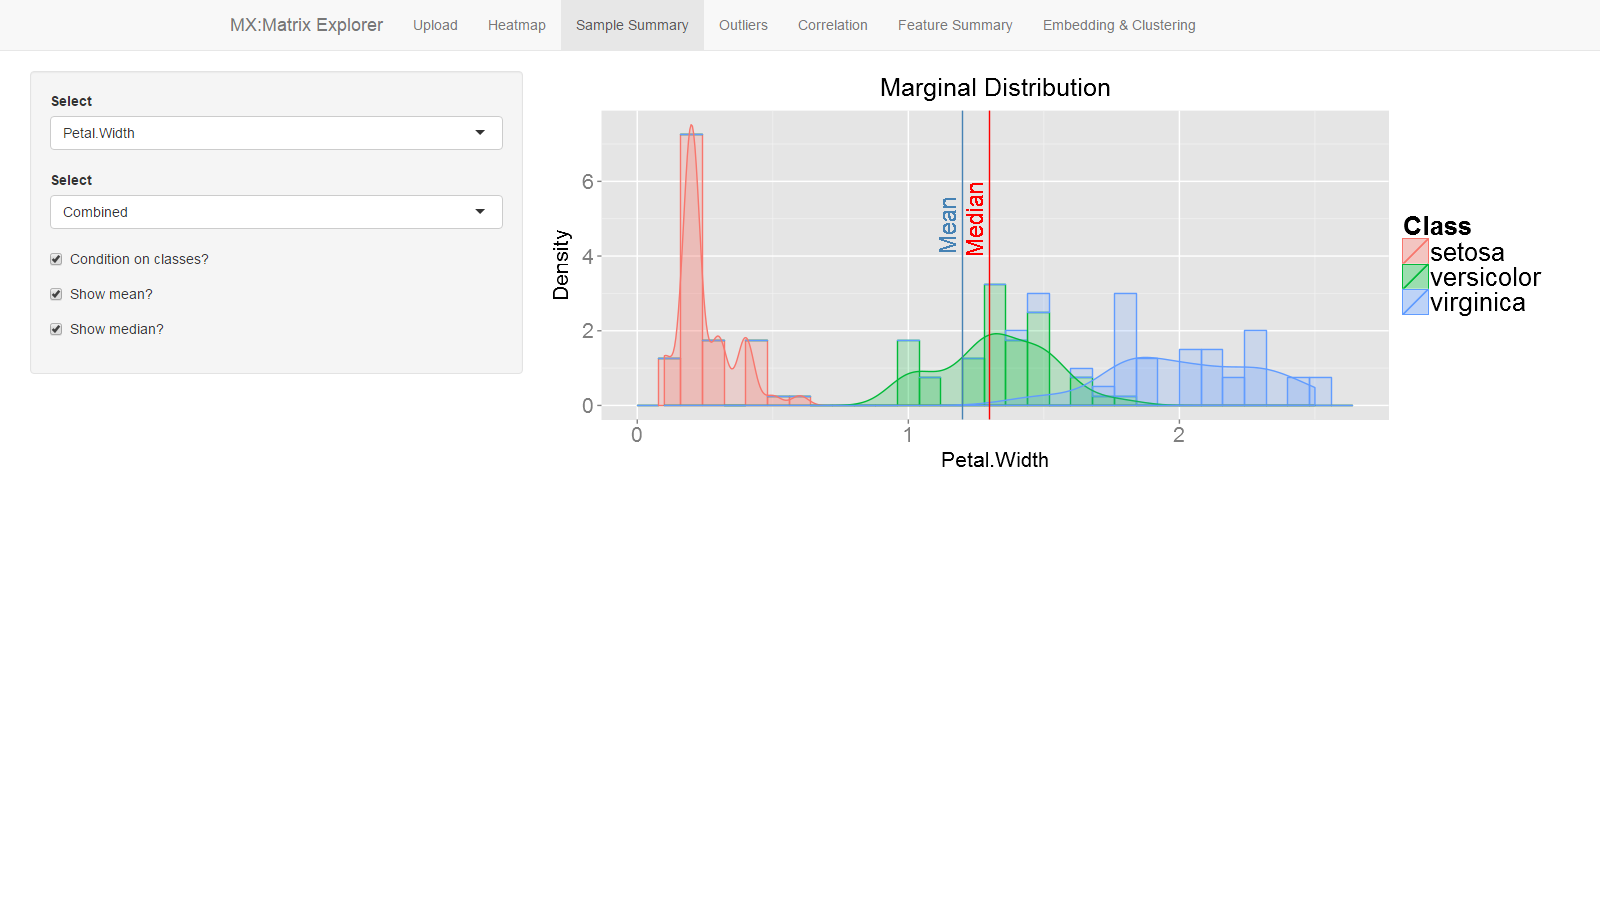 MX:Matrix Explorer Upload Heatmap Sample Summary Outliers Correlation Feature Summary Embedding & Clustering
Select
Petal.Width
Select
Combined
Condition on classes?
Show mean?
Show median?
Marginal Distribution
Density
6
4
2
0
Mean
Median
0 1 2
Petal.Width
Class
setosa
versicolor
virginica